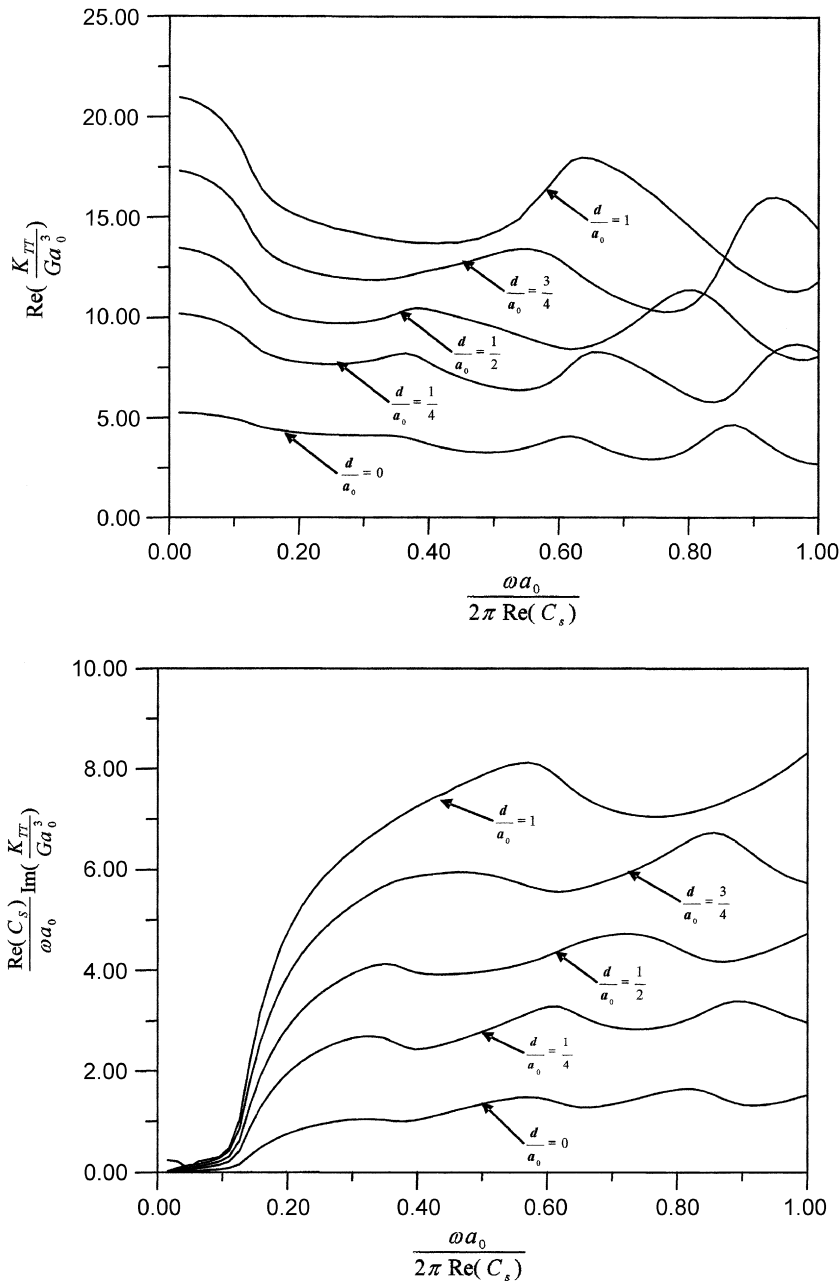 25.00
20.00
15.00
10.00
5.00
0.00
Re(K_TT / Ga_0^3)
d/a_0 = 1
d/a_0 = 3/4
d/a_0 = 1/2
d/a_0 = 1/4
d/a_0 = 0
0.00 0.20 0.40 0.60 0.80 1.00
ωa_0 / 2π Re(C_s)
10.00
8.00
6.00
4.00
2.00
0.00
Re(C_s) / ωa_0 Im(K_TT / Ga_0^3)
d/a_0 = 1
d/a_0 = 3/4
d/a_0 = 1/2
d/a_0 = 1/4
d/a_0 = 0
0.00 0.20 0.40 0.60 0.80 1.00
ωa_0 / 2π Re(C_s)